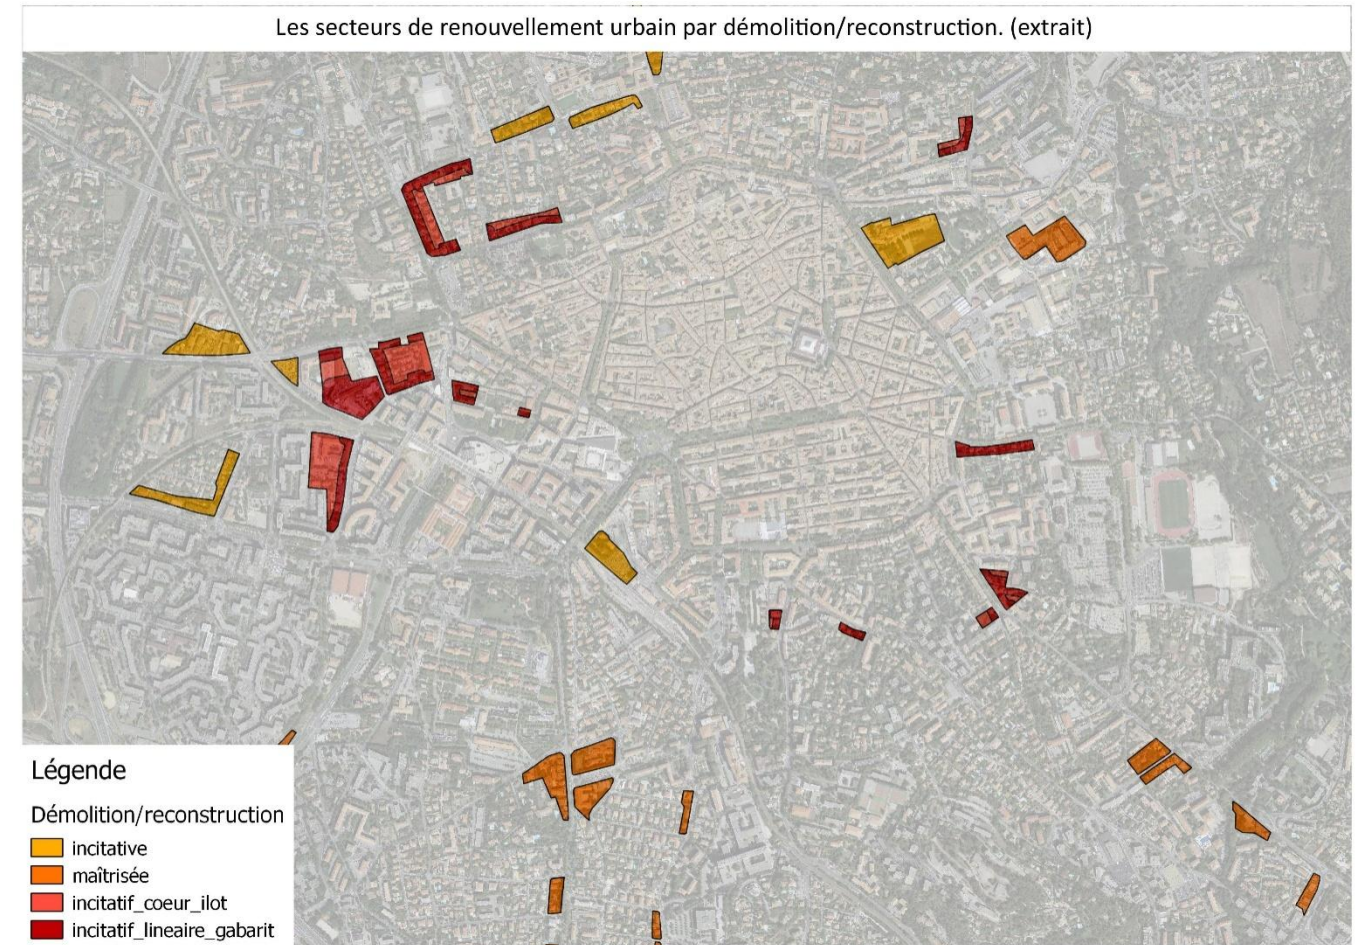 Les secteurs de renouvellement urbain par démolition/reconstruction. (extrait)
Légende
Démolition/reconstruction
incitative
maîtrisée
incitatif_coeur_ilot
incitatif_lineaire_gabarit